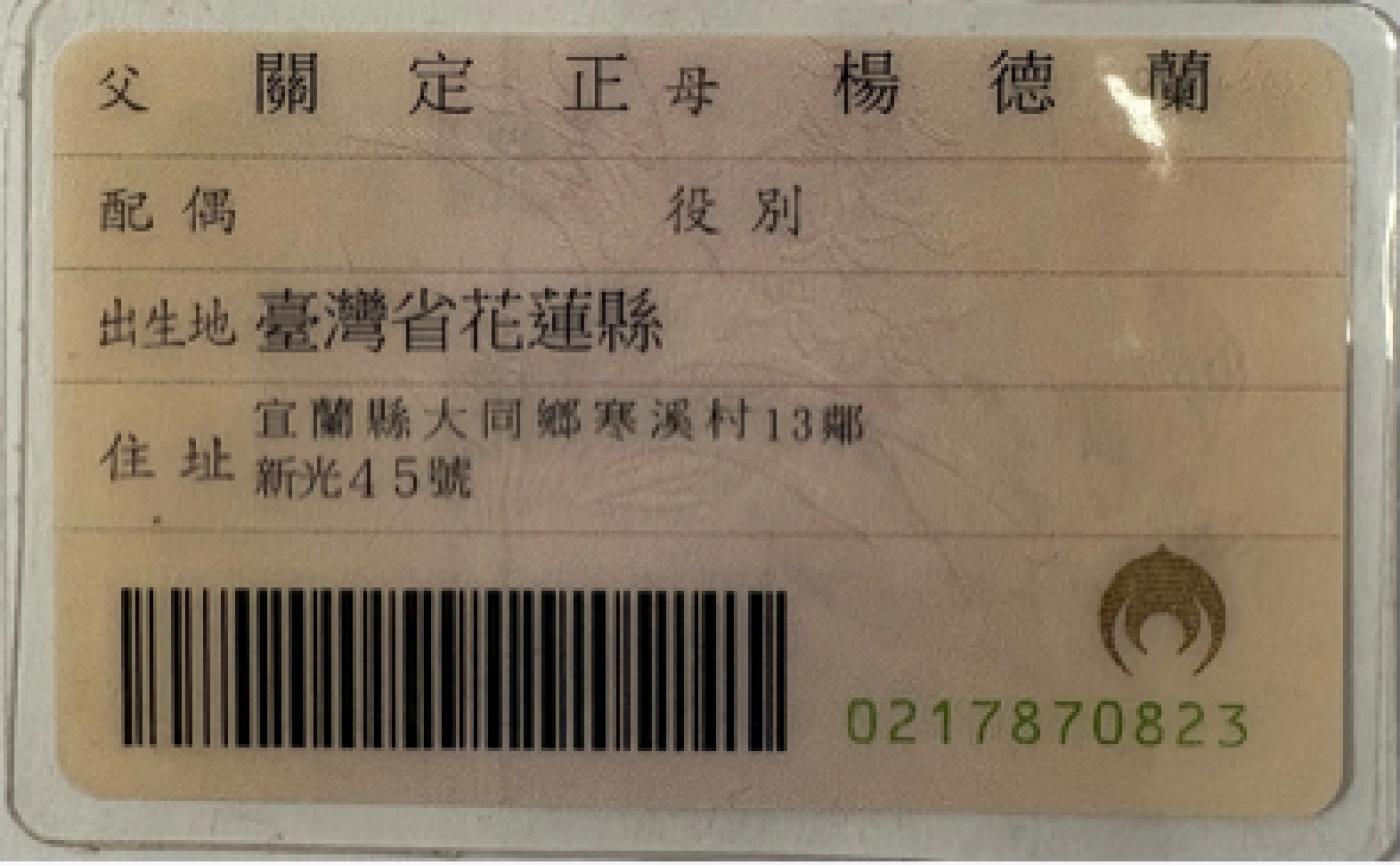 父 關定正 母 楊德蘭
配偶 役別
出生地 臺灣省花蓮縣
住址 宜蘭縣大同鄉寒溪村13鄰
新光45號
0217870823